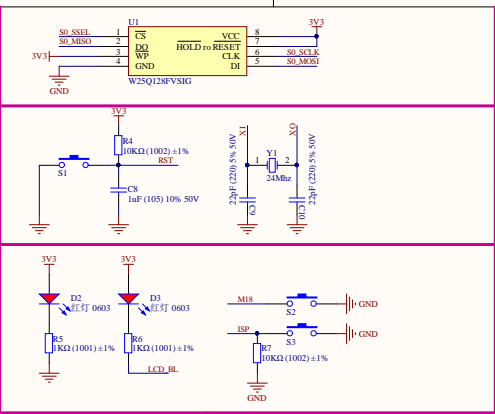 U1
3V3
S0_SSEL 1 CS VCC 8
S0_MISO 2 DO HOLD ro RESET 7
3V3 3 WP CLK 6 S0_SCLK
4 GND DI 5 S0_MOSI
W25Q128FVSIG
GND
3V3
R4
10KΩ (1002) ±1%
RST
S1
C8
1uF (105) 10% 50V
X1
XO
22pF (220) 5% 50V
C9
Y1
1 2
24Mhz
22pF (220) 5% 50V
C10
3V3
3V3
D2
红灯 0603
D3
红灯 0603
R5
1KΩ (1001) ±1%
R6
1KΩ (1001) ±1%
LCD_BL
M18
S2
GND
ISP
S3
GND
R7
10KΩ (1002) ±1%
GND